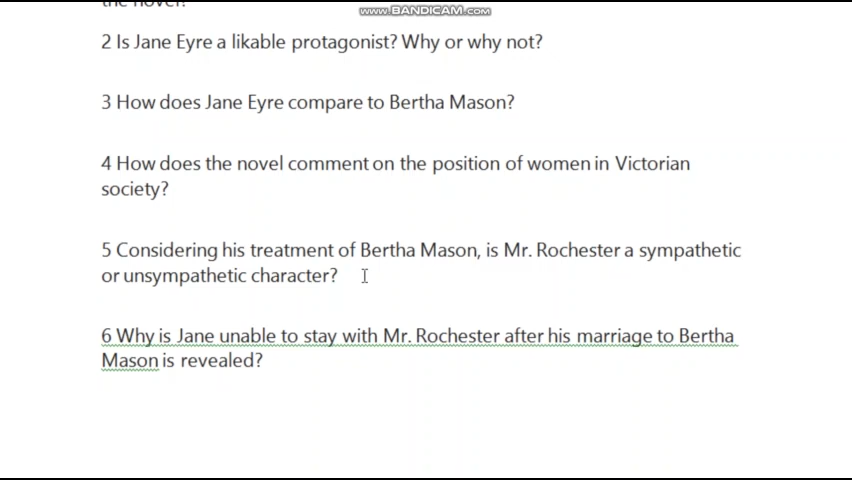 www.BANDICAM.com
the novel?
2 Is Jane Eyre a likable protagonist? Why or why not?
3 How does Jane Eyre compare to Bertha Mason?
4 How does the novel comment on the position of women in Victorian
society?
5 Considering his treatment of Bertha Mason, is Mr. Rochester a sympathetic
or unsympathetic character?
6 Why is Jane unable to stay with Mr. Rochester after his marriage to Bertha
Mason is revealed?